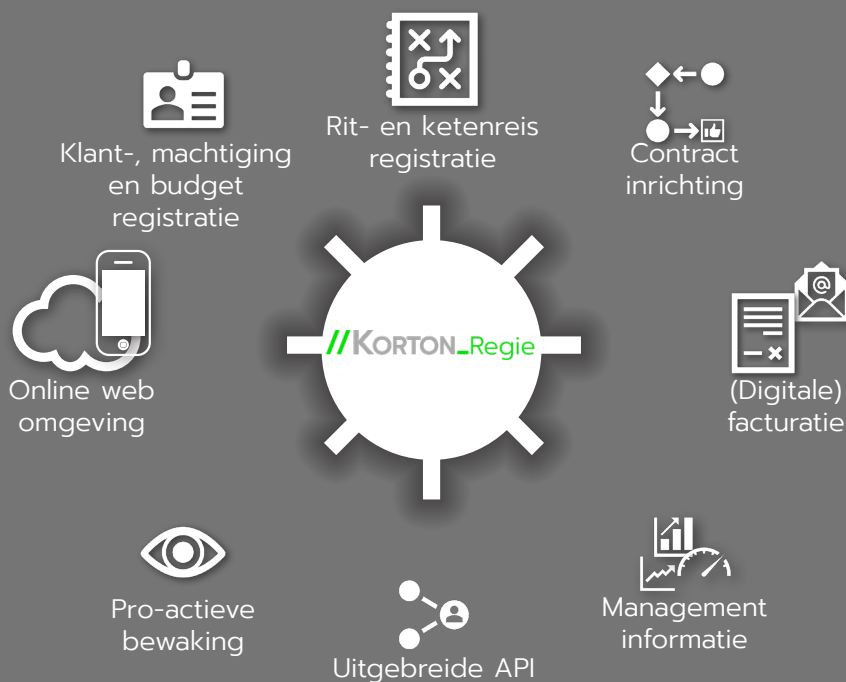 Rit- en ketenreis
registratie
Klant-, machtiging
en budget
registratie
Contract
inrichting
//KORTON_Regie
Online web
omgeving
@
(Digitale)
facturatie
Pro-actieve
bewaking
Management
informatie
Uitgebreide API